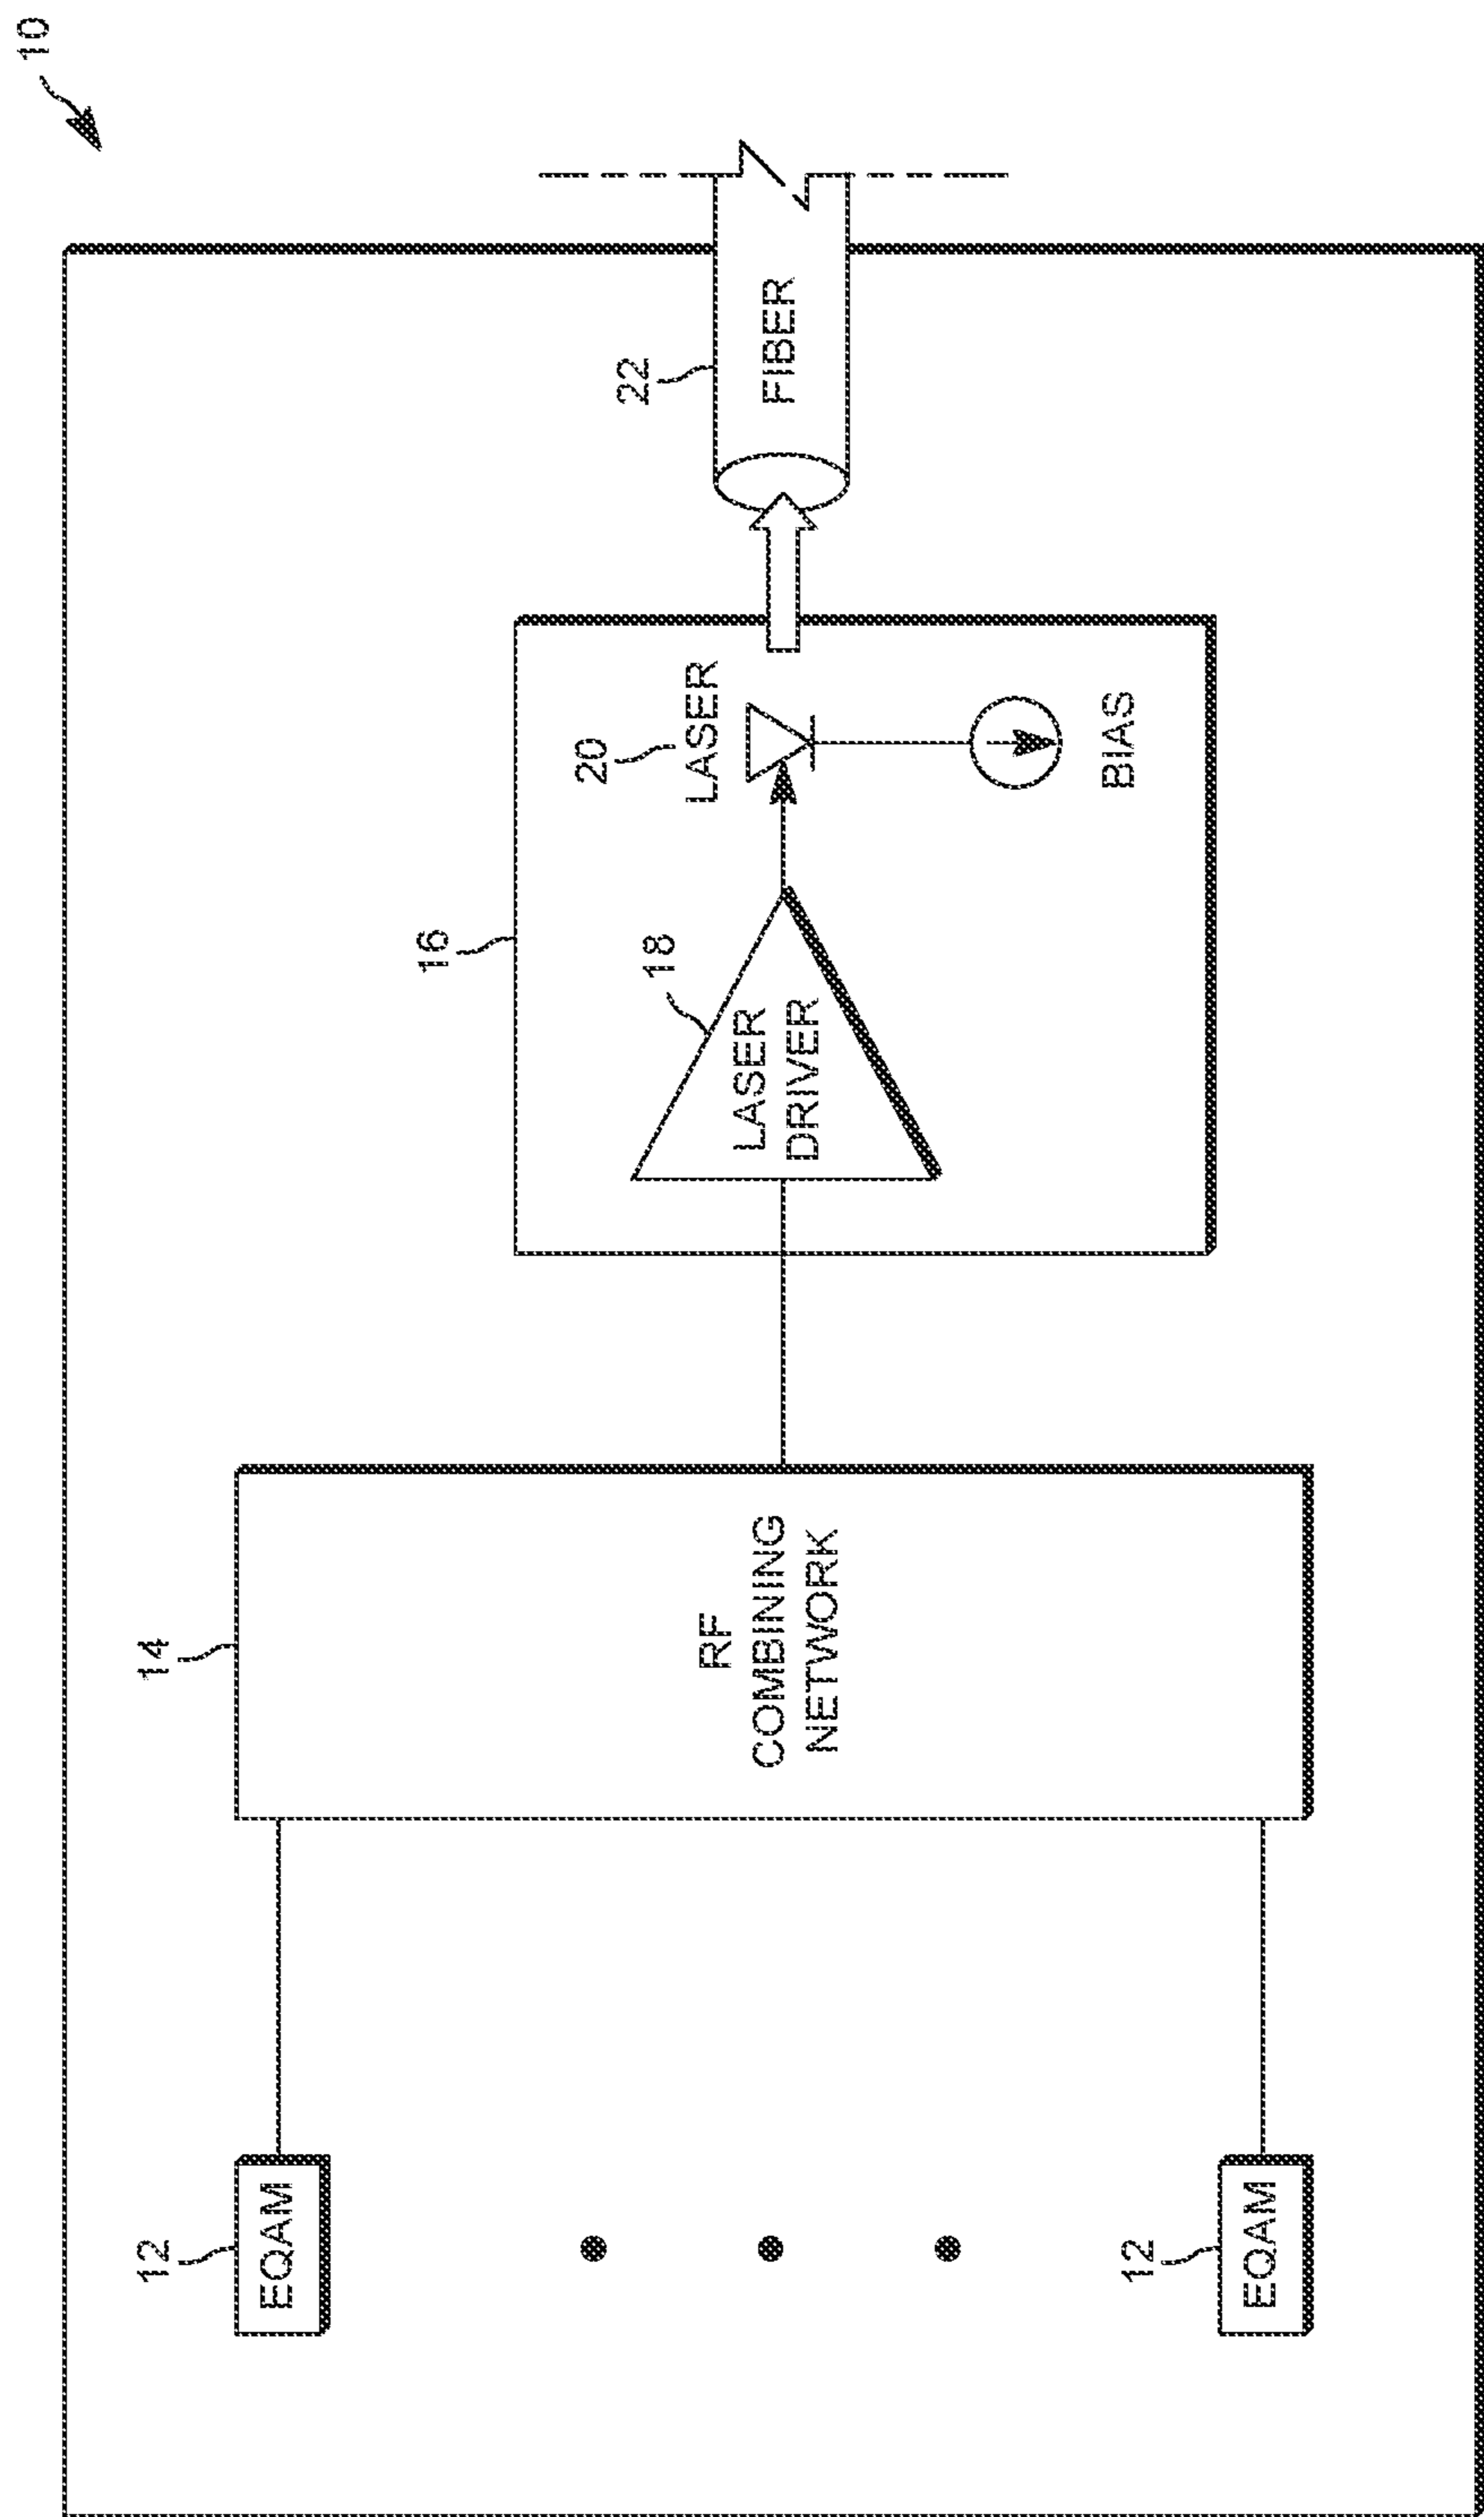 10
12
EQAM
12
EQAM
14
RF
COMBINING
NETWORK
16
18
LASER
DRIVER
20
LASER
BIAS
22
FIBER